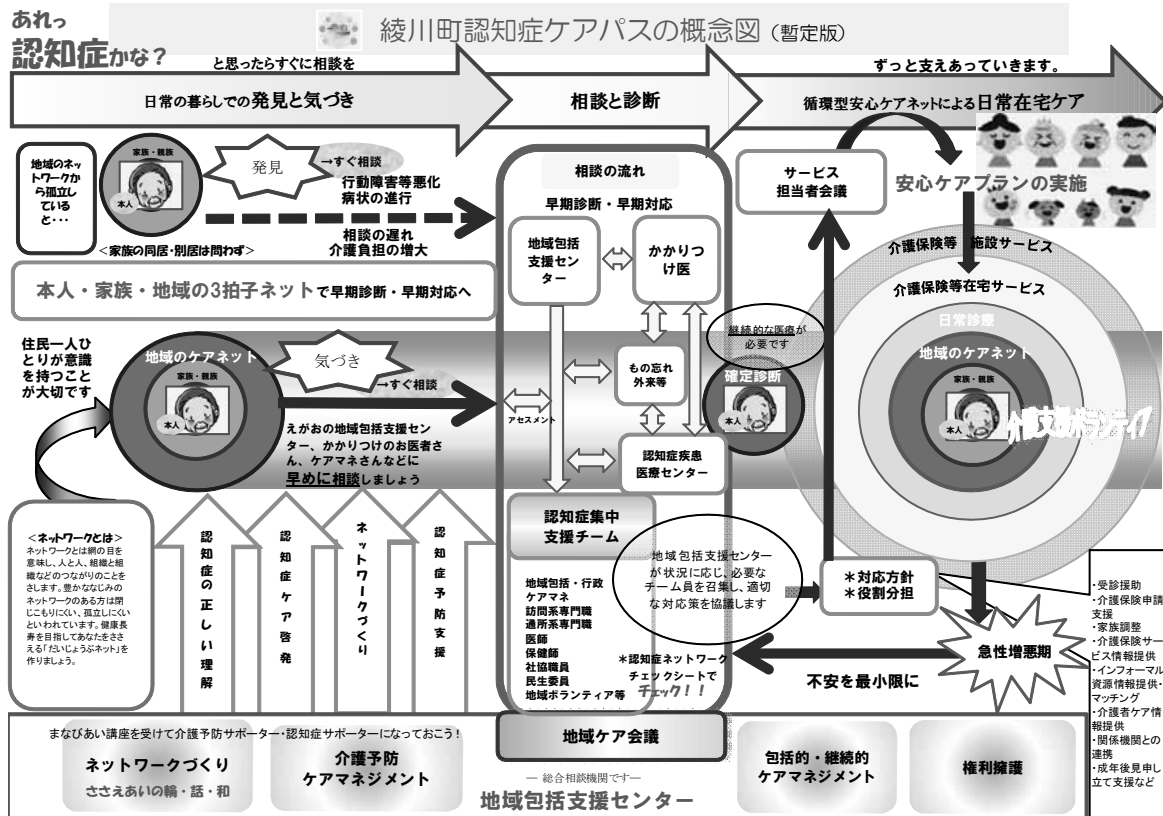 あれっ
認知症かな？
綾川町認知症ケアパスの概念図（暫定版）
と思ったらすぐに相談を
ずっと支えあっていきます。
日常の暮らしでの発見と気づき
相談と診断
循環型安心ケアネットによる日常在宅ケア
地域のネッ
トワークか
ら孤立し
ている
と・・・
家族・親族
本人
発見
→すぐ相談
行動障害等悪化
病状の進行
相談の遅れ
介護負担の増大
＜家族の同居・別居は問わず＞
本人・家族・地域の3拍子ネットで早期診断・早期対応へ
住民一人ひ
とりが意識
を持つこと
が大切です
地域のケアネット
家族・親族
本人
気づき
→すぐ相談
えがおの地域包括支援セン
ター、かかりつけのお医者さ
ん、ケアマネさんなどに
早めに相談しましょう
＜ネットワークとは＞
ネットワークとは網の目を
意味し、人と人、組織と組
織などのつながりのことを
さします。豊かななじみの
ネットワークのある方は閉
じこもりにくい、孤立しにくい
といわれています。健康長
寿を目指してあなたをささ
える「だいじょうぶネット」を
作りましょう。
認知症の正しい理解
認知症ケア啓発
ネットワークづくり
認知症予防支援
相談の流れ
早期診断・早期対応
地域包括
支援セン
ター
かかりつ
け医
もの忘れ
外来等
アセスメント
認知症疾患
医療センター
認知症集中
支援チーム
地域包括・行政
ケアマネ
訪問系専門職
通所系専門職
医師
保健師
社協職員
民生委員
地域ボランティア等
＊認知症ネットワーク
チェックシートで
チェック！！
地域包括支援センター
が状況に応じ、必要な
チーム員を召集し、適切
な対応策を協議します
継続的な医療が
必要です
確定診断
本人
サービス
担当者会議
安心ケアプランの実施
介護保険等 施設サービス
介護保険等在宅サービス
日常診療
地域のケアネット
家族・親族
本人
介護支援ボランティア
＊対応方針
＊役割分担
急性増悪期
不安を最小限に
・受診援助
・介護保険申請
支援
・家族調整
・介護保険サー
ビス情報提供
・インフォーマル
資源情報提供・
マッチング
・介護者ケア情
報提供
・関係機関との
連携
・成年後見申し
立て支援など
まなびあい講座を受けて介護予防サポーター・認知症サポーターになっておこう！
ネットワークづくり
ささえあいの輪・話・和
介護予防
ケアマネジメント
地域ケア会議
― 総合相談機関です―
地域包括支援センター
包括的・継続的
ケアマネジメント
権利擁護